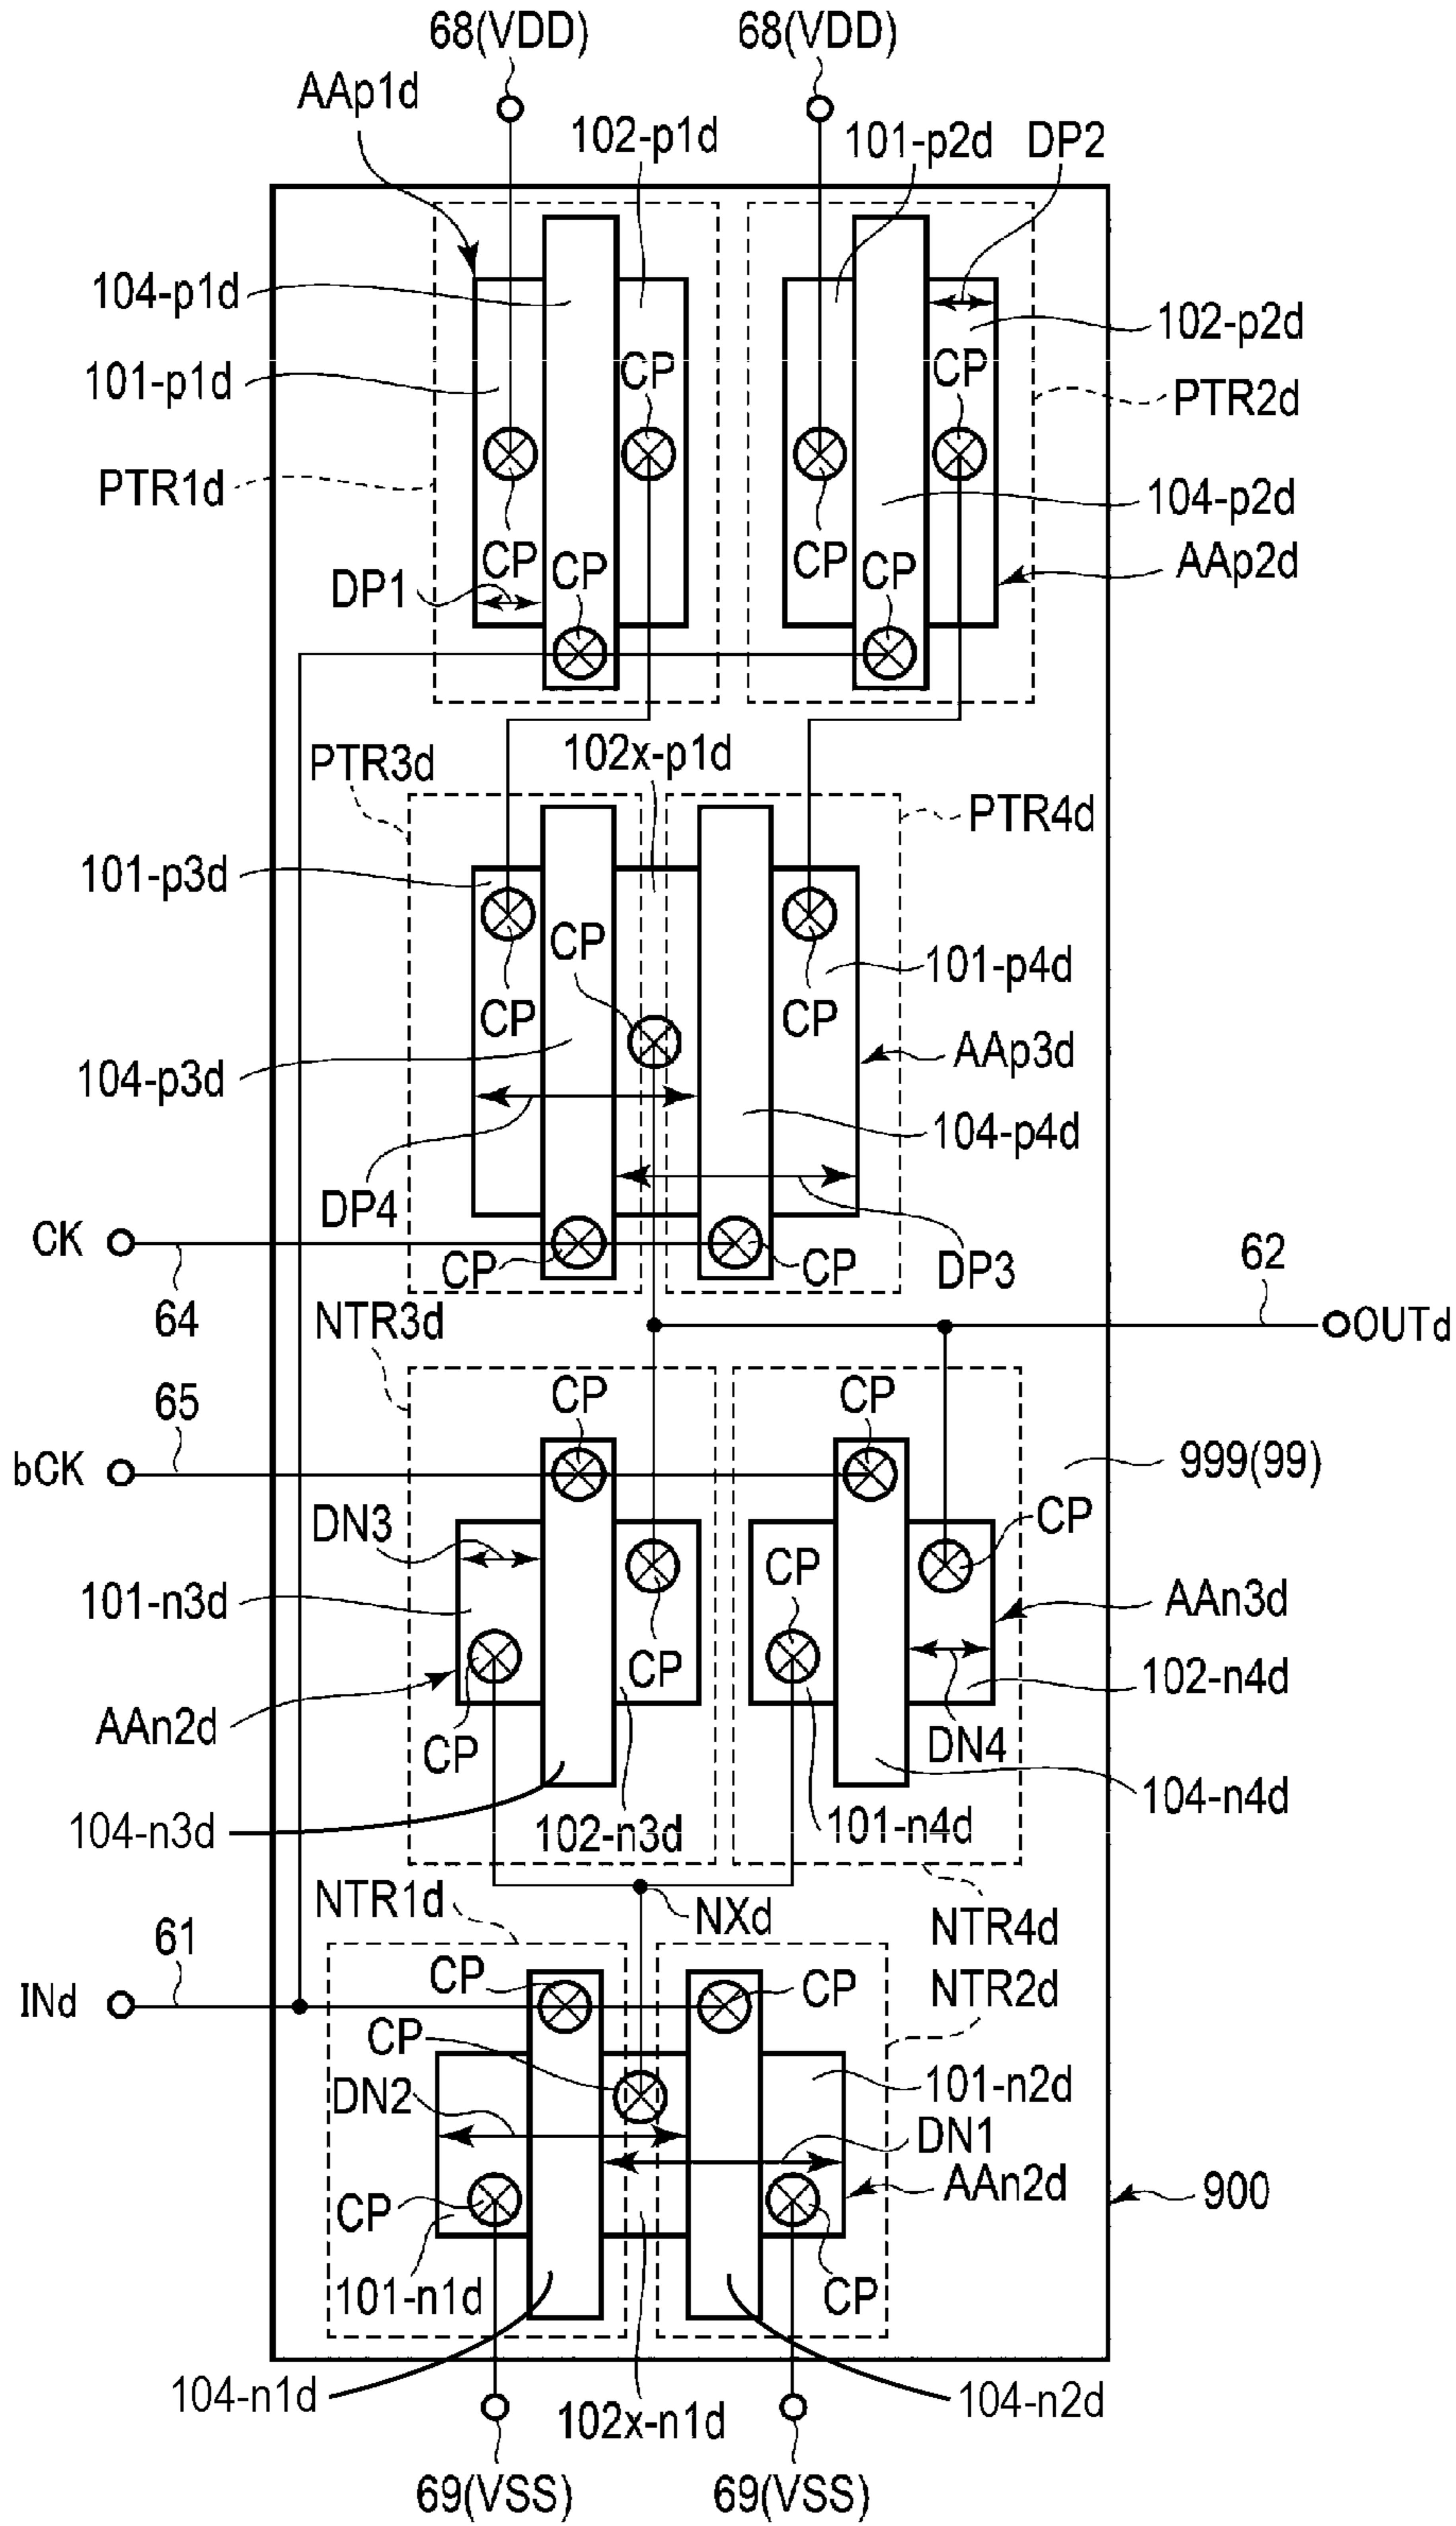 68(VDD)
68(VDD)
AAp1d
102-p1d
101-p2d
DP2
104-p1d
102-p2d
CP
CP
101-p1d
PTR2d
PTR1d
104-p2d
CP
CP
CP
CP
AAp2d
DP1
102x-p1d
PTR3d
PTR4d
101-p3d
CP
101-p4d
CP
CP
AAp3d
104-p3d
104-p4d
DP4
CK
CP
CP
DP3
64
62
NTR3d
OUTd
CP
CP
65
bCK
999(99)
DN3
CP
CP
101-n3d
AAn3d
CP
102-n4d
AAn2d
CP
DN4
104-n4d
104-n3d
102-n3d
101-n4d
NTR1d
NXd
NTR4d
61
CP
CP
NTR2d
INd
CP
DN2
101-n2d
DN1
AAn2d
900
CP
101-n1d
CP
104-n1d
102x-n1d
104-n2d
69(VSS)
69(VSS)